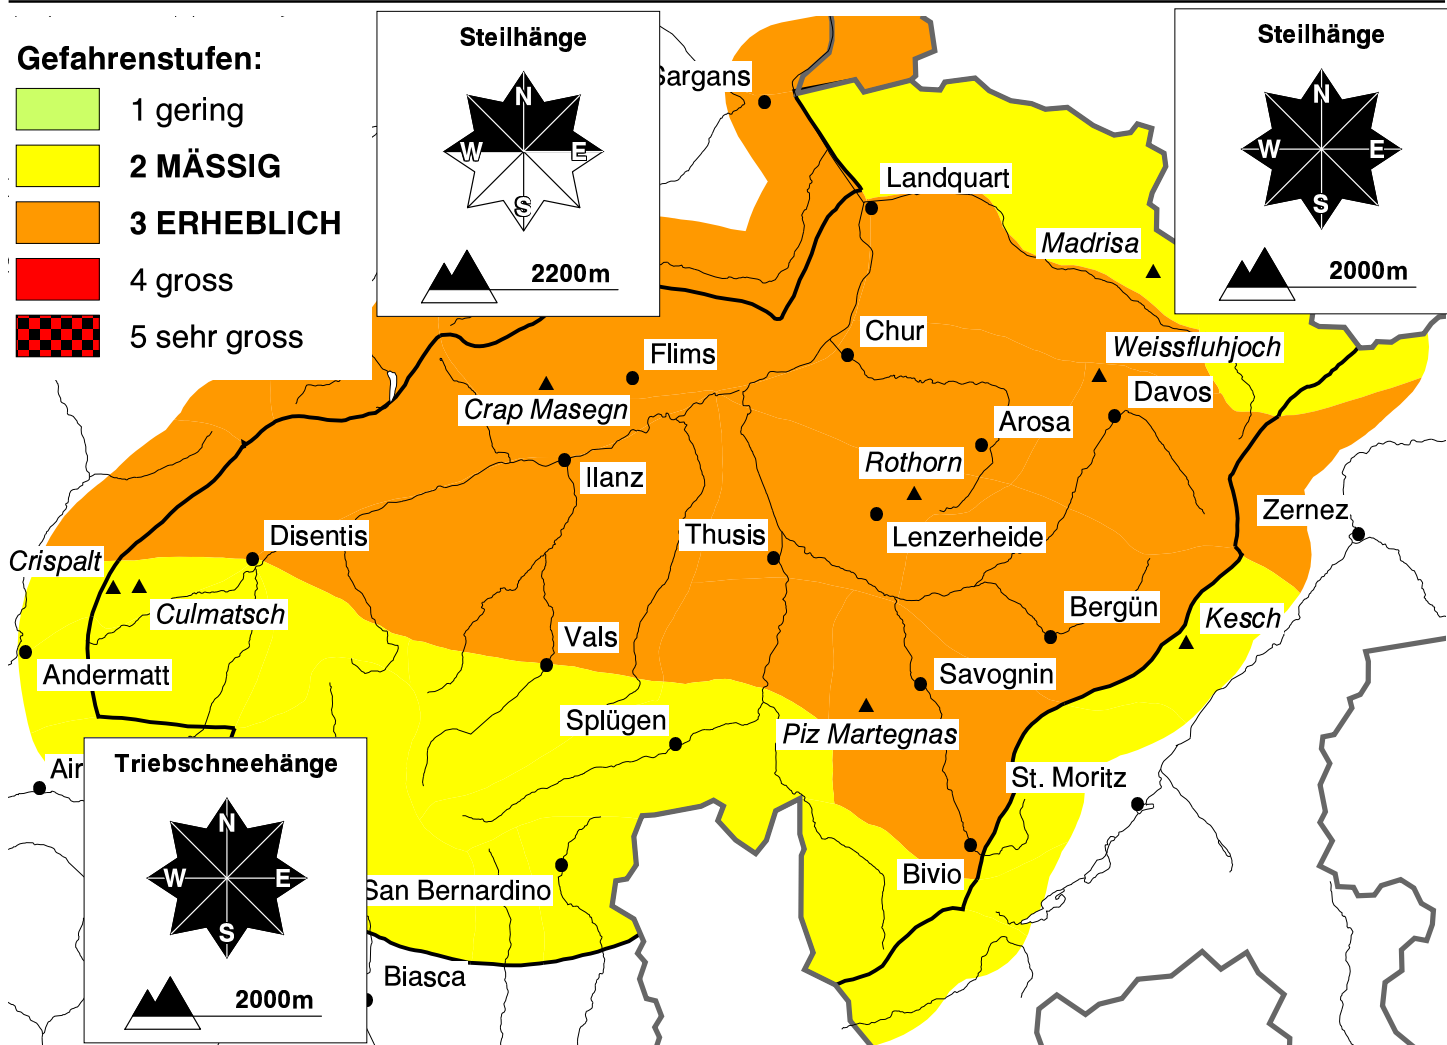 Gefahrenstufen:
1 gering
2 MÄSSIG
3 ERHEBLICH
4 gross
5 sehr gross
Steilhänge
N
W E
S
2200m
Steilhänge
N
W E
S
2000m
Sargans
Landquart
Madrisa
Chur
Weissfluhjoch
Flims
Davos
Crap Masegn
Arosa
Rothorn
Ilanz
Zernez
Disentis
Thusis
Lenzerheide
Crispalt
Culmatsch
Bergün
Kesch
Vals
Andermatt
Savognin
Splügen
Piz Martegnas
Air
St. Moritz
Bivio
San Bernardino
Biasca
Triebschneehänge
N
W E
S
2000m